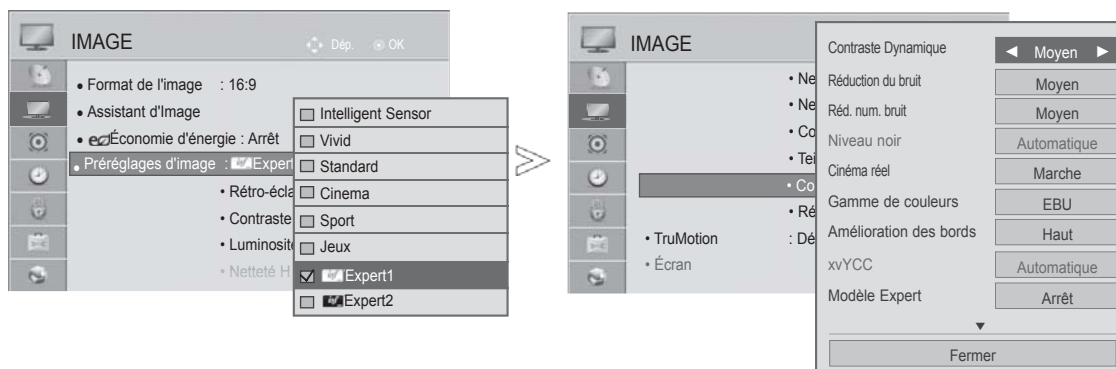 IMAGE
Dép. OK
• Format de l'image : 16:9
• Assistant d'Image
• Économie d'énergie : Arrêt
• Préréglages d'image : Expert
• Rétro-écla
• Contraste
• Luminosité
• Netteté H
Intelligent Sensor
Vivid
Standard
Cinema
Sport
Jeux
Expert1
Expert2
IMAGE
• Ne
• Ne
• Co
• Tei
• Co
• Ré
• TruMotion : Dé
• Écran
Contraste Dynamique ◄ Moyen ►
Réduction du bruit Moyen
Réd. num. bruit Moyen
Niveau noir Automatique
Cinéma réel Marche
Gamme de couleurs EBU
Amélioration des bords Haut
xvYCC Automatique
Modèle Expert Arrêt
▼
Fermer